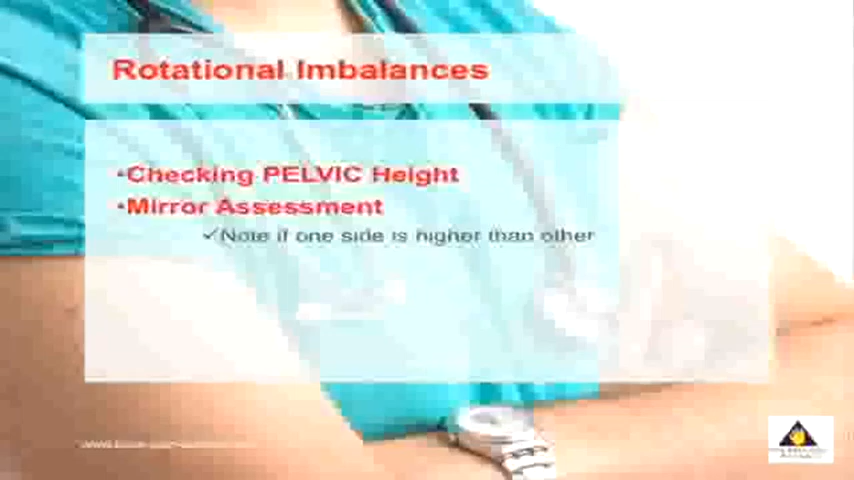 Rotational Imbalances
•Checking PELVIC Height
•Mirror Assessment
✓Note if one side is higher than other